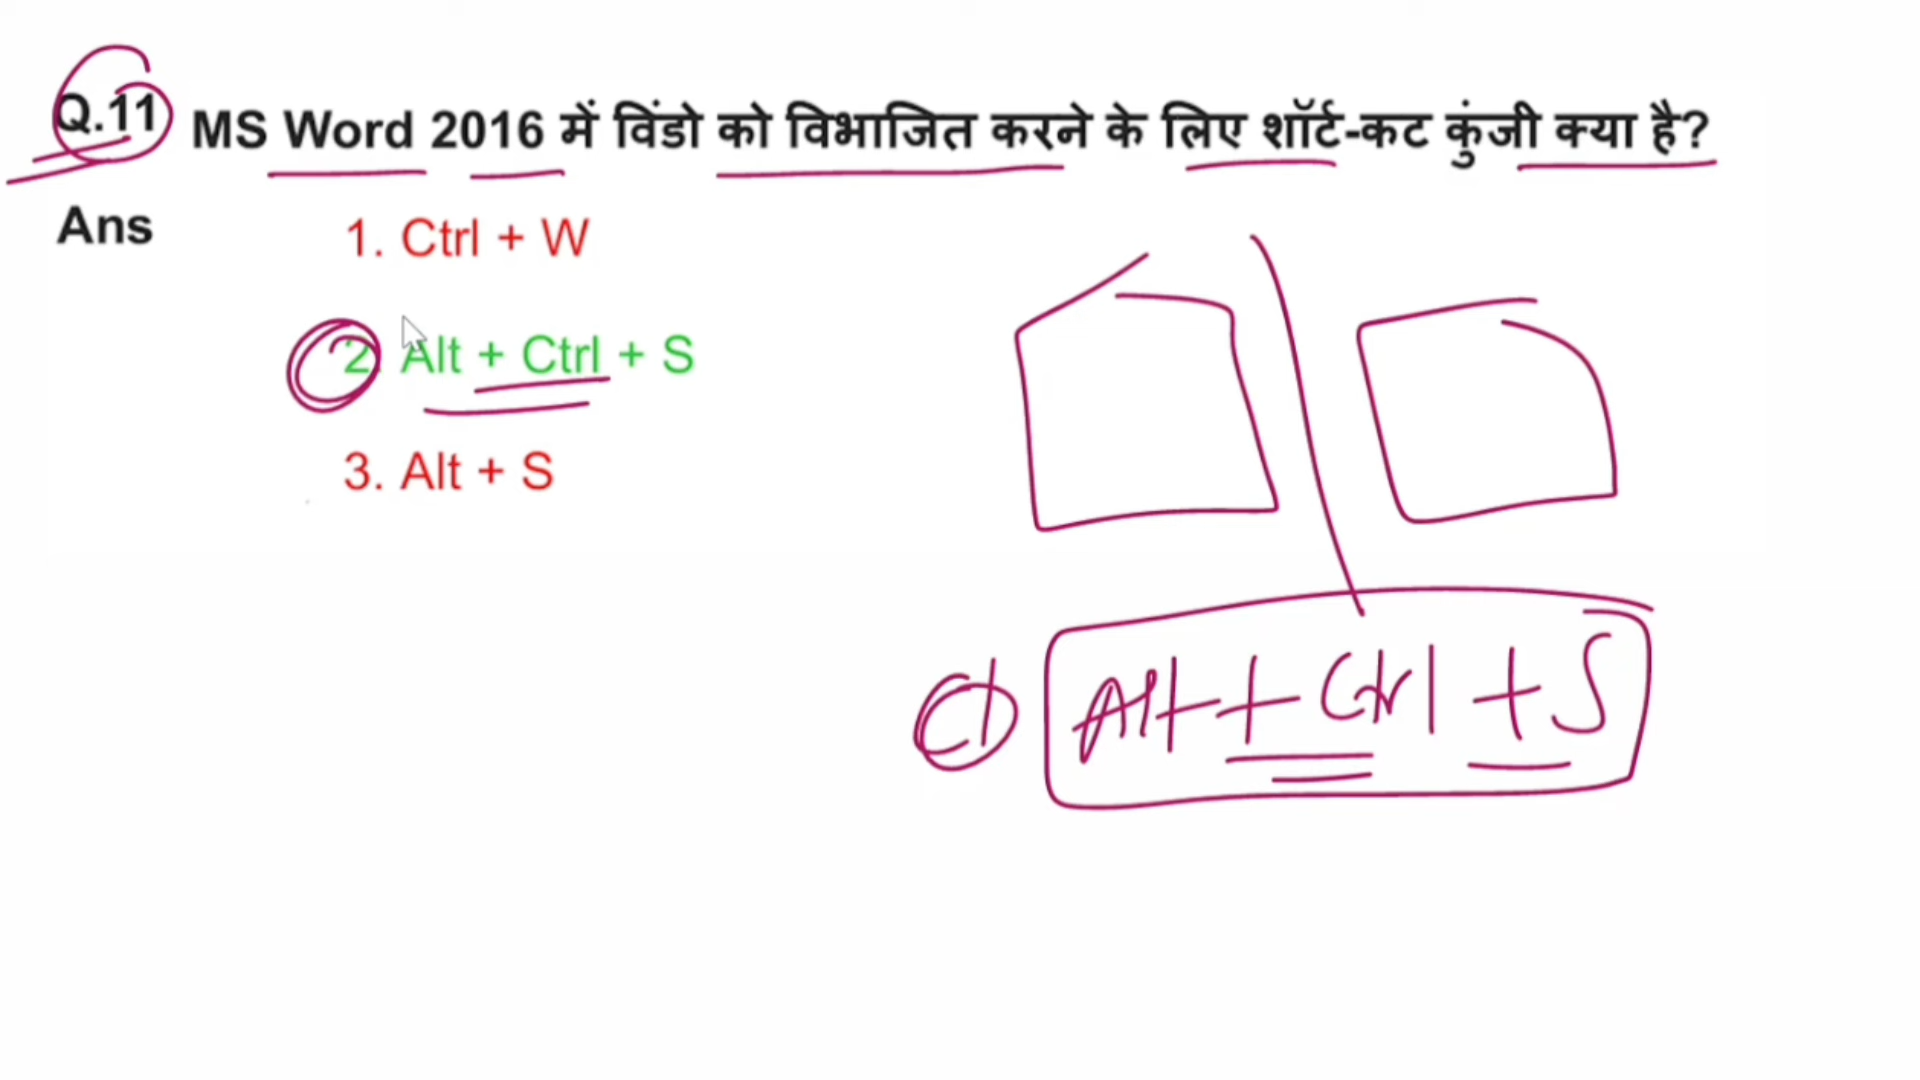 Q.11 MS Word 2016 में विंडो को विभाजित करने के लिए शॉर्ट-कट कुंजी क्या है?
Ans
1. Ctrl + W
2. Alt + Ctrl + S
3. Alt + S
Alt + Ctrl + S